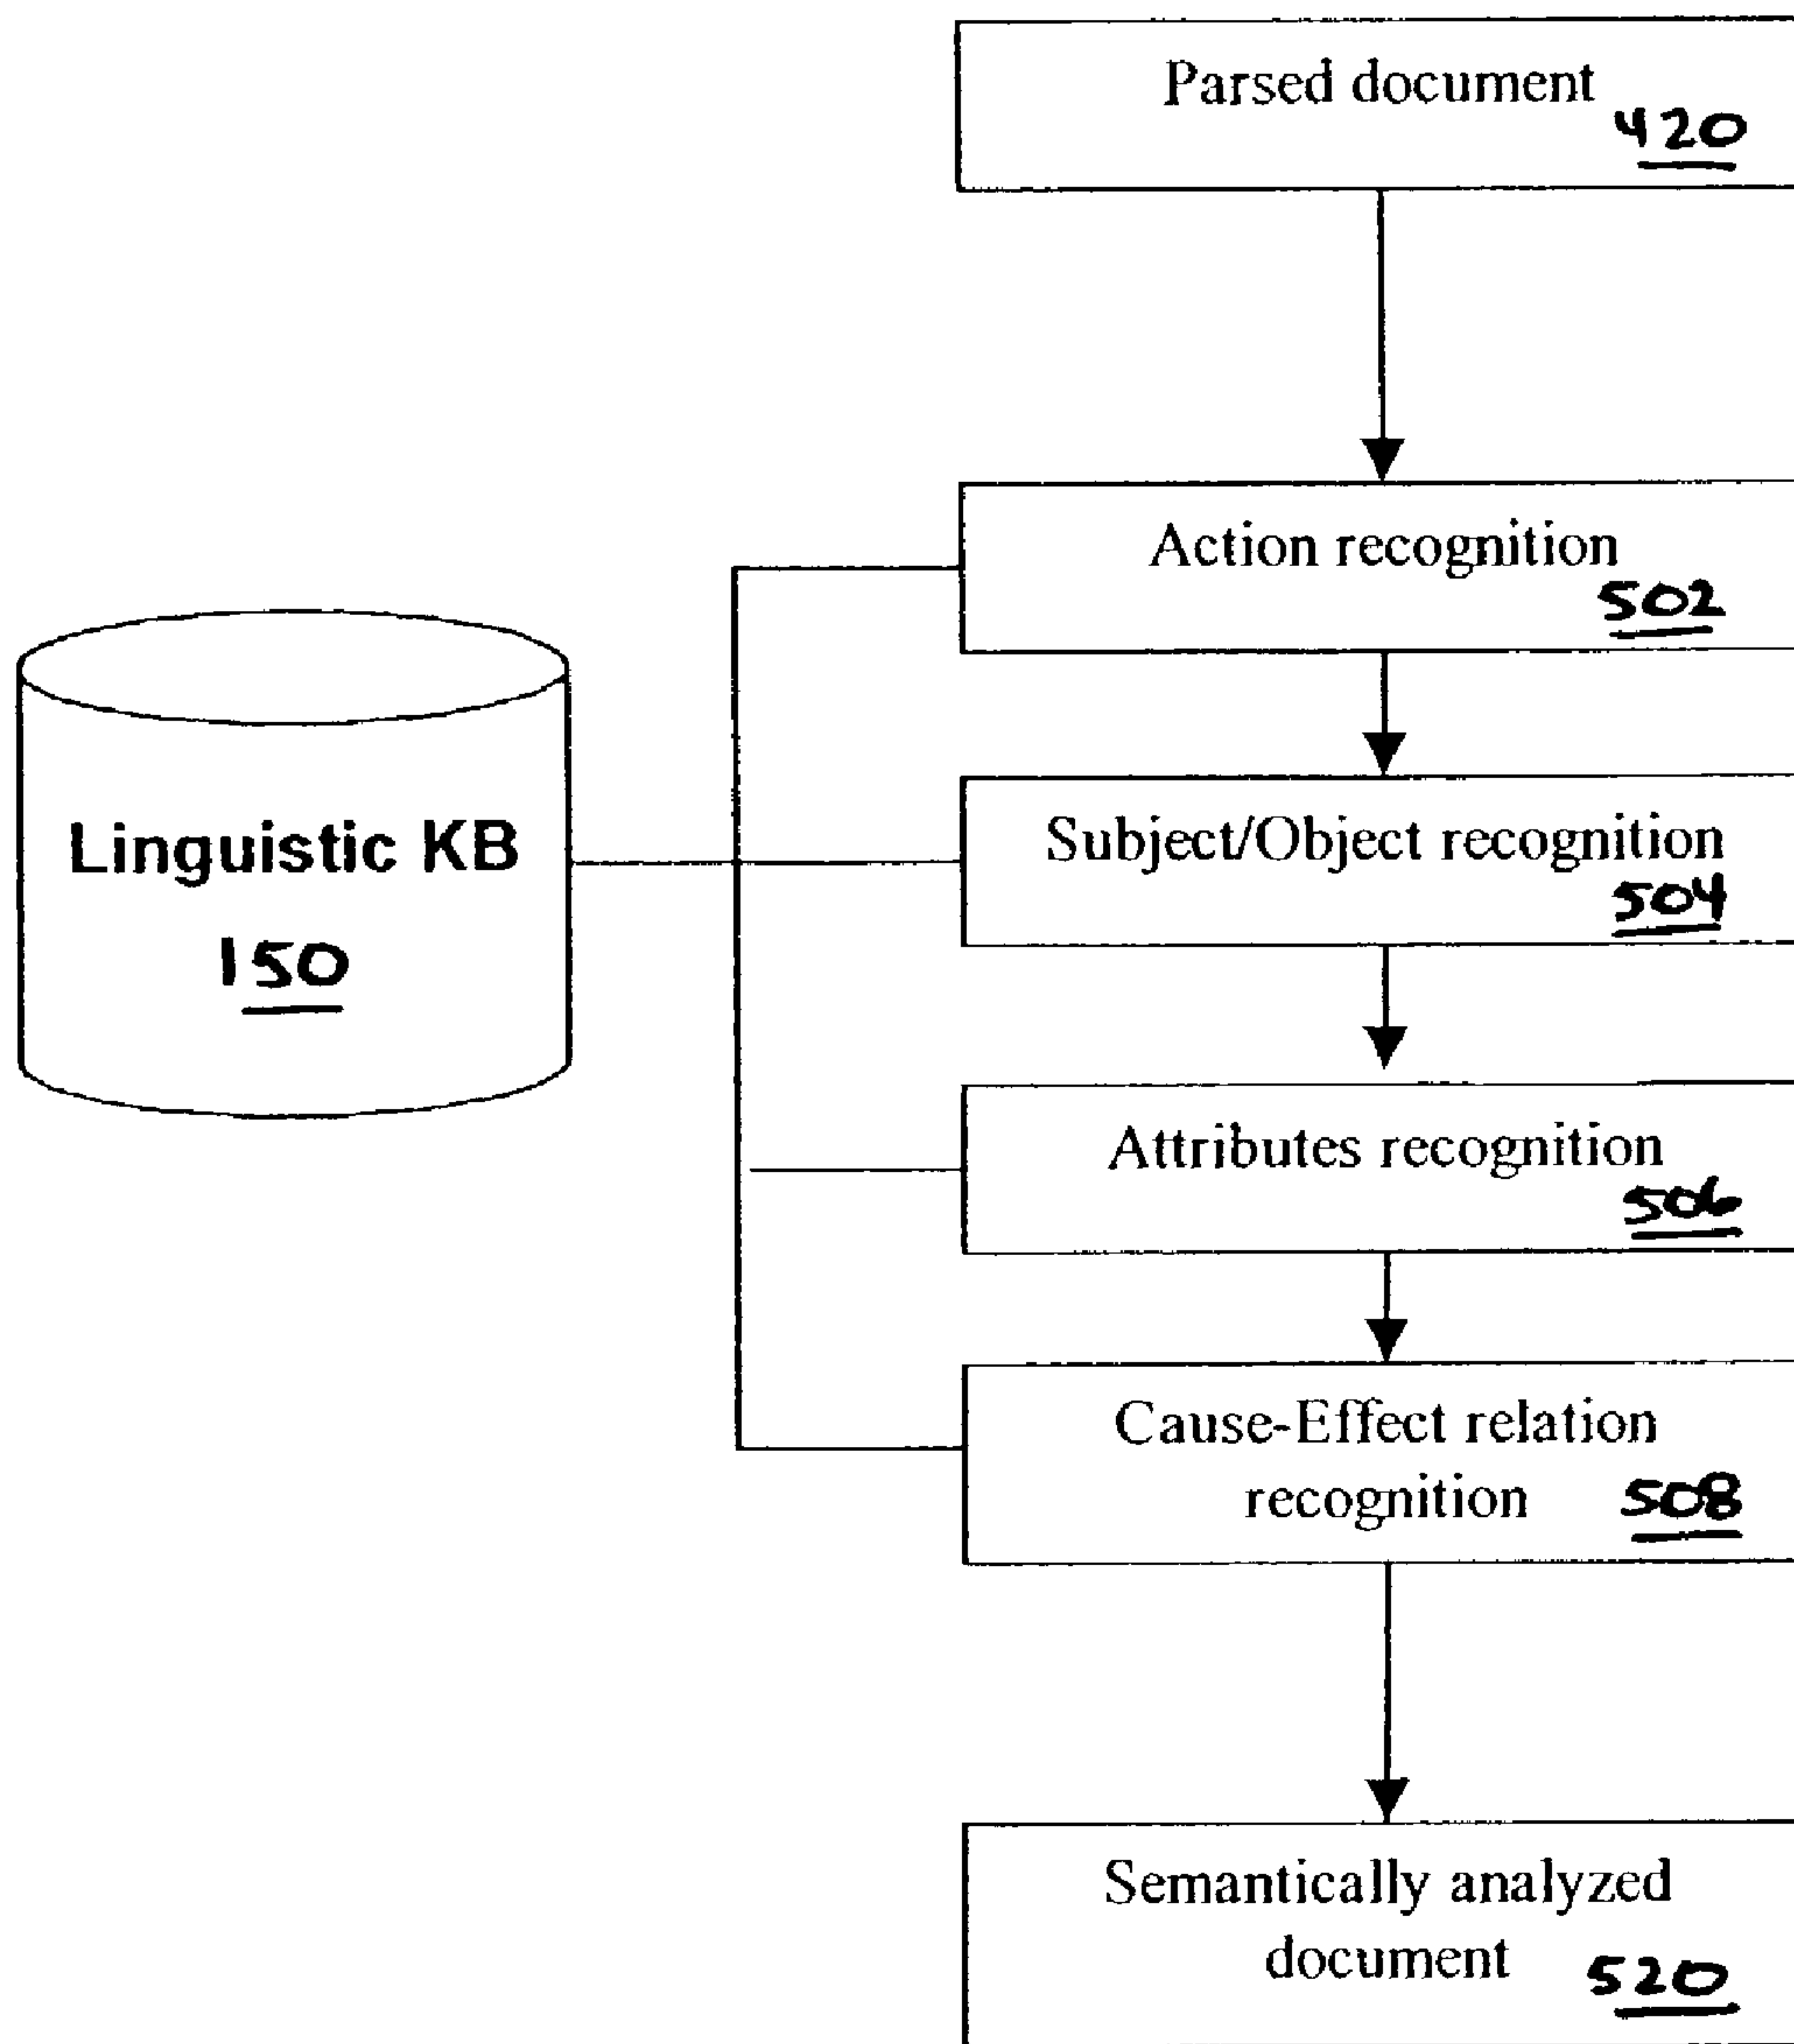 Parsed document
420
Action recognition
502
Linguistic KB
150
Subject/Object recognition
504
Attributes recognition
506
Cause-Effect relation
recognition 508
Semantically analyzed
document 520